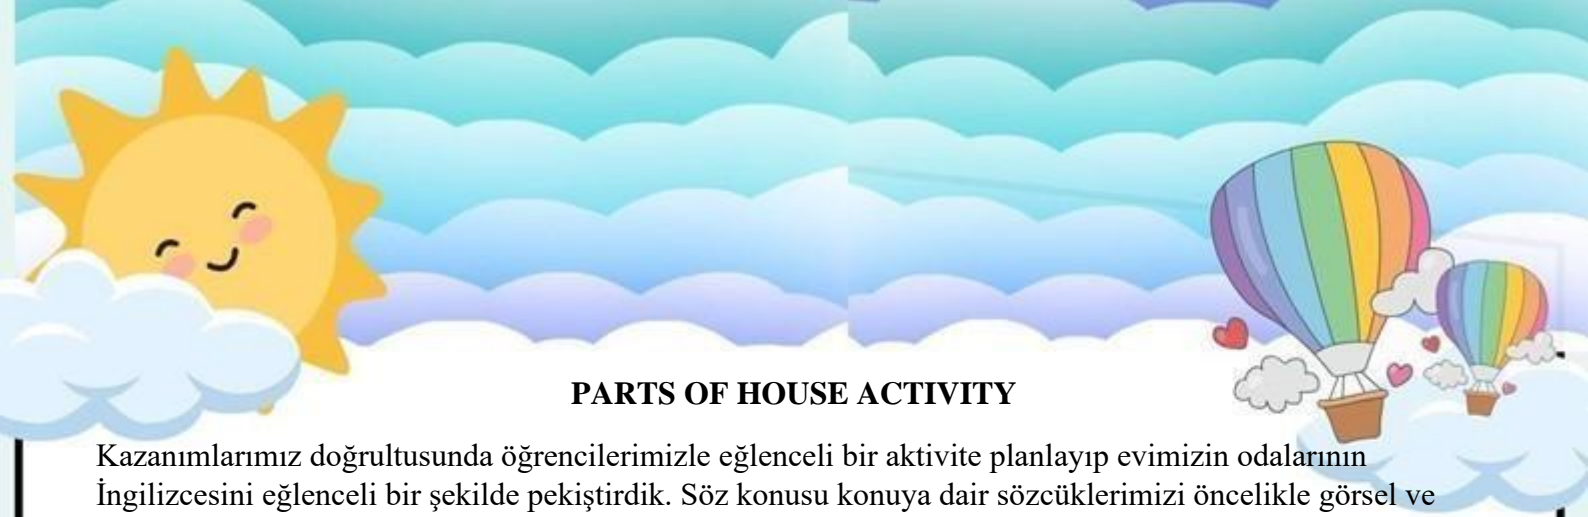 PARTS OF HOUSE ACTIVITY
Kazanımlarımız doğrultusunda öğrencilerimizle eğlenceli bir aktivite planlayıp evimizin odalarının
İngilizcesini eğlenceli bir şekilde pekiştirdik. Söz konusu konuya dair sözcüklerimizi öncelikle görsel ve